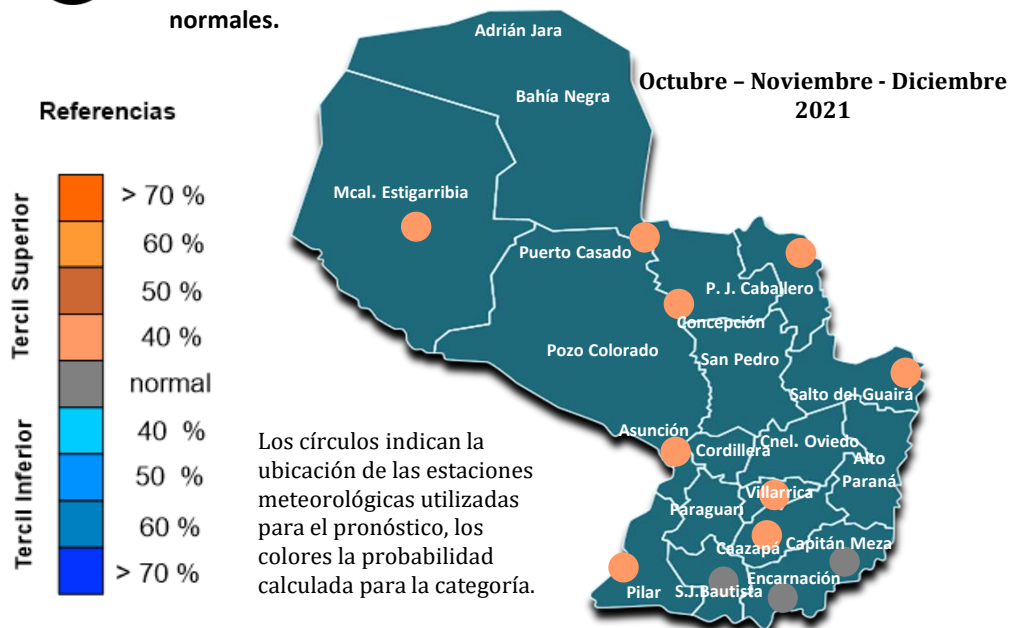 normales.
Octubre – Noviembre - Diciembre
2021
Referencias
Tercil Superior
> 70 %
60 %
50 %
40 %
normal
Tercil Inferior
40 %
50 %
60 %
> 70 %
Los círculos indican la
ubicación de las estaciones
meteorológicas utilizadas
para el pronóstico, los
colores la probabilidad
calculada para la categoría.
Adrián Jara
Bahía Negra
Mcal. Estigarribia
Puerto Casado
P. J. Caballero
Concepción
Pozo Colorado
San Pedro
Salto del Guairá
Asunción
Cordillera
Cnel. Oviedo
Alto
Paraná
Villarrica
Paraguarí
Caazapá
Capitán Meza
Encarnación
Pilar
S.J.Bautista